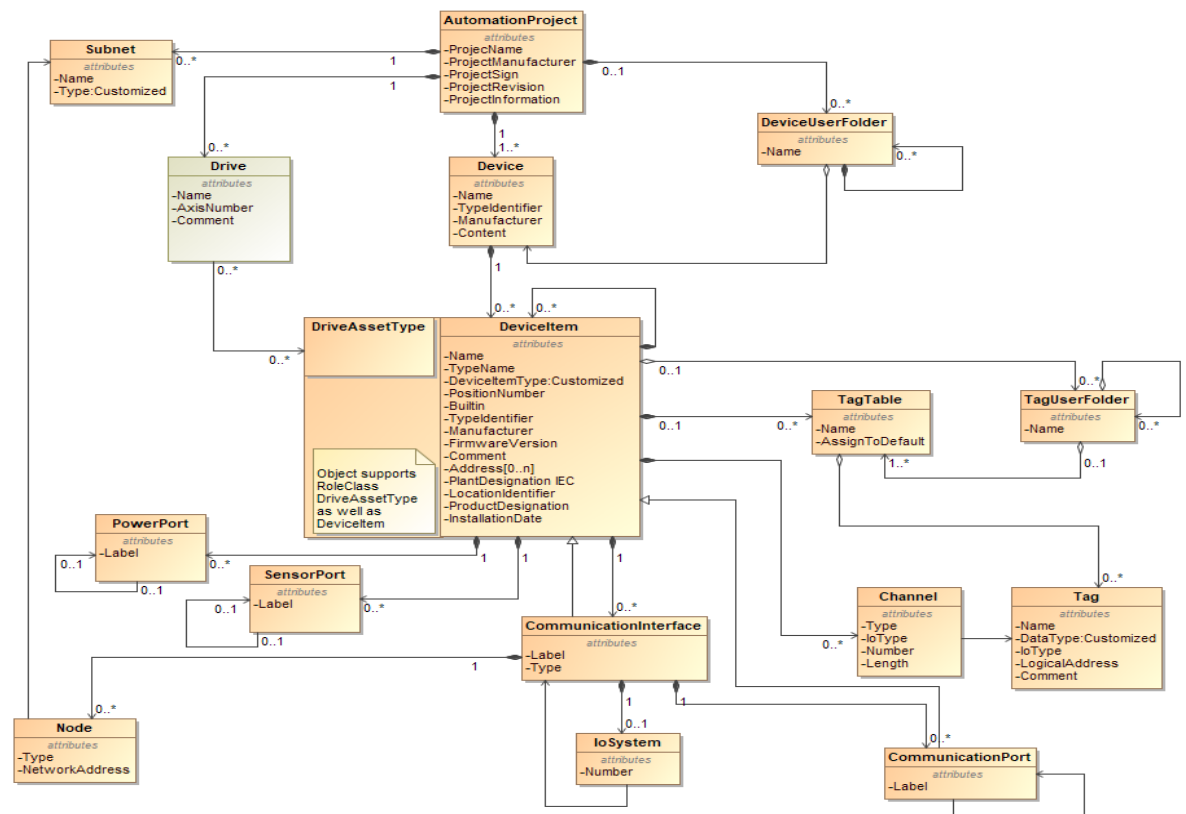 AutomationProject
attributes
-ProjecName
-ProjectManufacturer
-ProjectSign
-ProjectRevision
-ProjectInformation
Subnet
attributes
-Name
-Type:Customized
0..*
1
1
0..1
0..*
1
1..*
0..*
DeviceUserFolder
attributes
-Name
0..*
Drive
attributes
-Name
-AxisNumber
-Comment
0..*
Device
attributes
-Name
-TypeIdentifier
-Manufacturer
-Content
1
0..*
0..*
0..*
DriveAssetType
Object supports
RoleClass
DriveAssetType
as well as
DeviceItem
DeviceItem
attributes
-Name
-TypeName
-DeviceItemType:Customized
-PositionNumber
-Builtin
-TypeIdentifier
-Manufacturer
-FirmwareVersion
-Comment
-Address[0..n]
-PlantDesignation IEC
-LocationIdentifier
-ProductDesignation
-InstallationDate
0..1
0..*
0..1
0..*
TagTable
attributes
-Name
-AssignToDefault
TagUserFolder
attributes
-Name
0..*
1..*
0..1
PowerPort
attributes
-Label
0..1
0..1
0..*
1
1
1
SensorPort
attributes
-Label
0..1
0..1
0..*
0..*
CommunicationInterface
attributes
-Label
-Type
1
0..*
1
0..1
1
0..*
0..*
0..*
Channel
attributes
-Type
-IoType
-Number
-Length
Tag
attributes
-Name
-DataType:Customized
-IoType
-LogicalAddress
-Comment
Node
attributes
-Type
-NetworkAddress
IoSystem
attributes
-Number
CommunicationPort
attributes
-Label